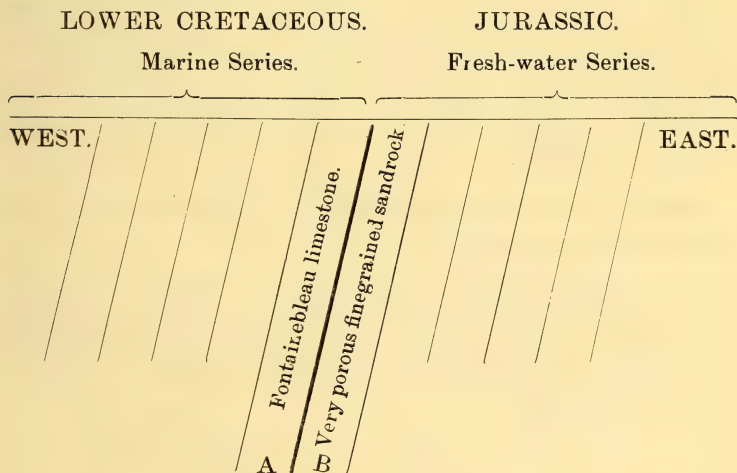 LOWER CRETACEOUS.
JURASSIC.
Marine Series.
Fresh-water Series.
WEST.
EAST.
Fontainebleau limestone.
Very porous finegrained sandrock
A
B